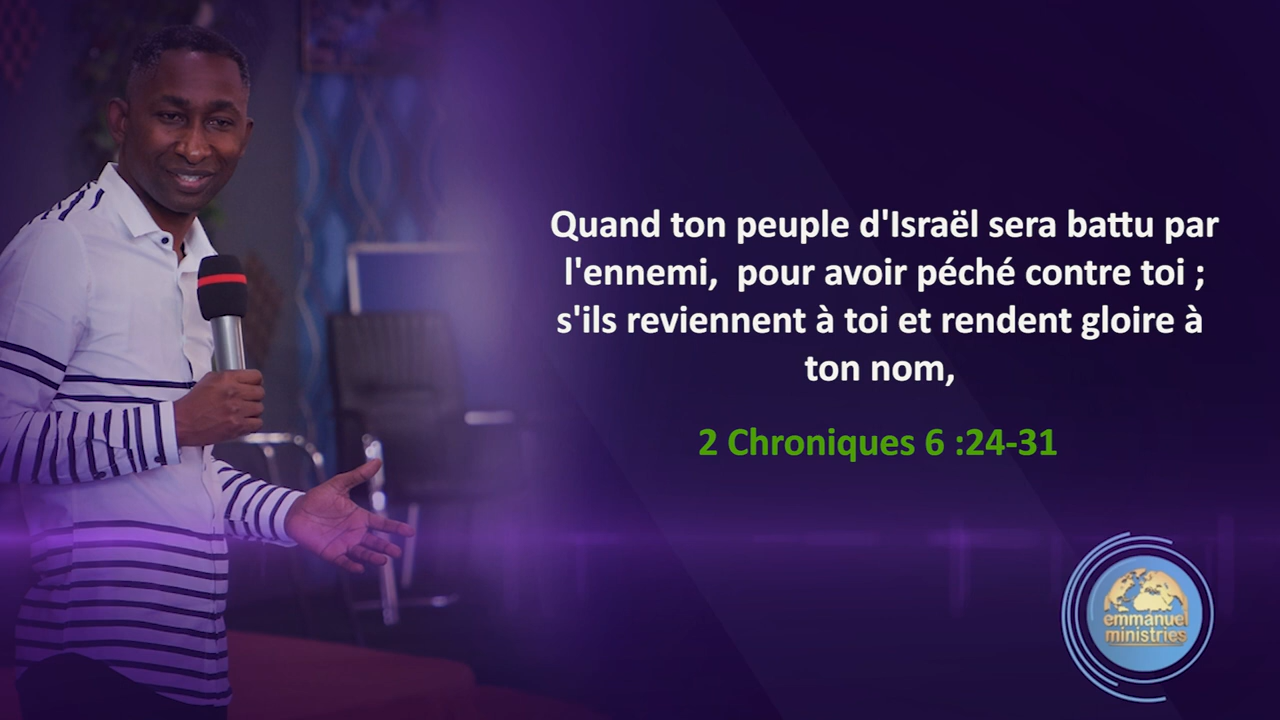 Quand ton peuple d'Israël sera battu par
l'ennemi,  pour avoir péché contre toi ;
s'ils reviennent à toi et rendent gloire à
ton nom,
2 Chroniques 6 :24-31
emmanuel
ministries